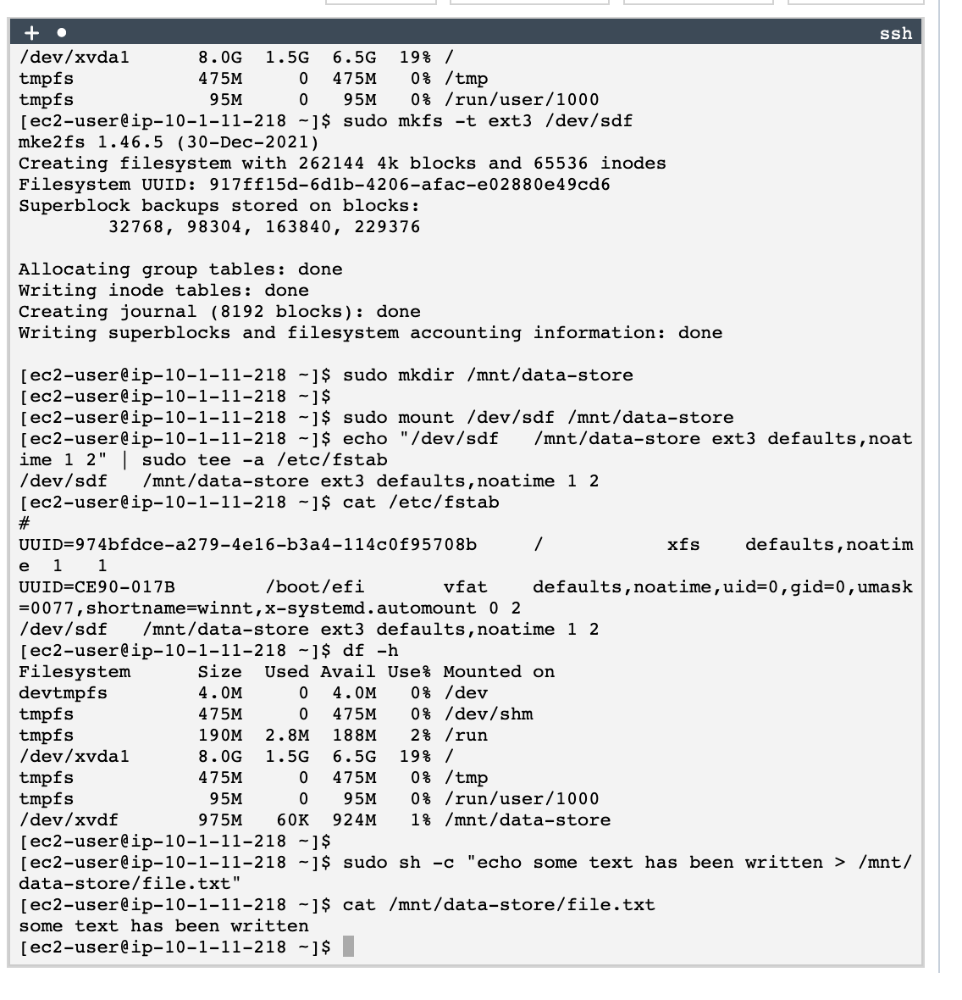 + ● ssh
/dev/xvda1      8.0G  1.5G  6.5G  19% /
tmpfs           475M     0  475M   0% /tmp
tmpfs            95M     0   95M   0% /run/user/1000
[ec2-user@ip-10-1-11-218 ~]$ sudo mkfs -t ext3 /dev/sdf
mke2fs 1.46.5 (30-Dec-2021)
Creating filesystem with 262144 4k blocks and 65536 inodes
Filesystem UUID: 917ff15d-6d1b-4206-afac-e02880e49cd6
Superblock backups stored on blocks:
        32768, 98304, 163840, 229376
Allocating group tables: done
Writing inode tables: done
Creating journal (8192 blocks): done
Writing superblocks and filesystem accounting information: done
[ec2-user@ip-10-1-11-218 ~]$ sudo mkdir /mnt/data-store
[ec2-user@ip-10-1-11-218 ~]$
[ec2-user@ip-10-1-11-218 ~]$ sudo mount /dev/sdf /mnt/data-store
[ec2-user@ip-10-1-11-218 ~]$ echo "/dev/sdf   /mnt/data-store ext3 defaults,noat
ime 1 2" | sudo tee -a /etc/fstab
/dev/sdf   /mnt/data-store ext3 defaults,noatime 1 2
[ec2-user@ip-10-1-11-218 ~]$ cat /etc/fstab
#
UUID=974bfdce-a279-4e16-b3a4-114c0f95708b     /           xfs    defaults,noatim
e  1   1
UUID=CE90-017B        /boot/efi       vfat    defaults,noatime,uid=0,gid=0,umask
=0077,shortname=winnt,x-systemd.automount 0 2
/dev/sdf   /mnt/data-store ext3 defaults,noatime 1 2
[ec2-user@ip-10-1-11-218 ~]$ df -h
Filesystem      Size  Used Avail Use% Mounted on
devtmpfs        4.0M     0  4.0M   0% /dev
tmpfs           475M     0  475M   0% /dev/shm
tmpfs           190M  2.8M  188M   2% /run
/dev/xvda1      8.0G  1.5G  6.5G  19% /
tmpfs           475M     0  475M   0% /tmp
tmpfs            95M     0   95M   0% /run/user/1000
/dev/xvdf       975M   60K  924M   1% /mnt/data-store
[ec2-user@ip-10-1-11-218 ~]$
[ec2-user@ip-10-1-11-218 ~]$ sudo sh -c "echo some text has been written > /mnt/
data-store/file.txt"
[ec2-user@ip-10-1-11-218 ~]$ cat /mnt/data-store/file.txt
some text has been written
[ec2-user@ip-10-1-11-218 ~]$